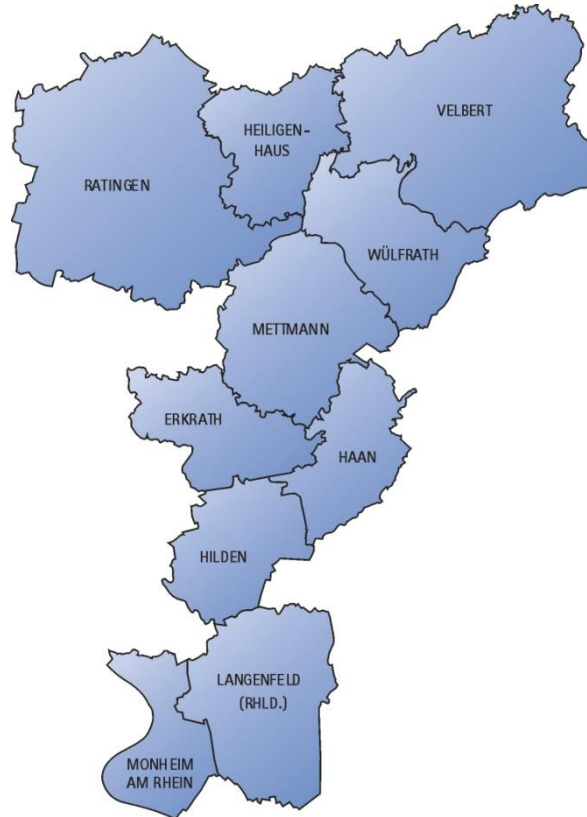 VELBERT
HEILIGEN-
HAUS
RATINGEN
WÜLFRATH
METTMANN
ERKRATH
HAAN
HILDEN
LANGENFELD
(RHLD.)
MONHEIM
AM RHEIN